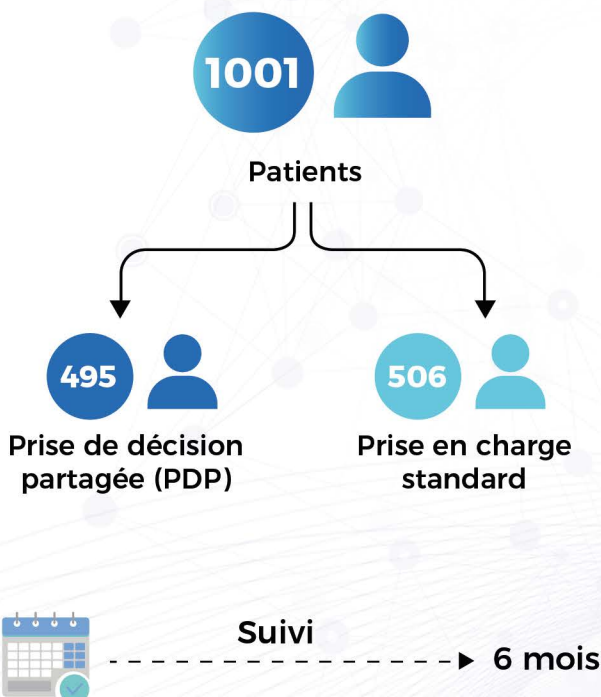 1001
Patients
495
506
Prise de décision
partagée (PDP)
Prise en charge
standard
Suivi
6 mois